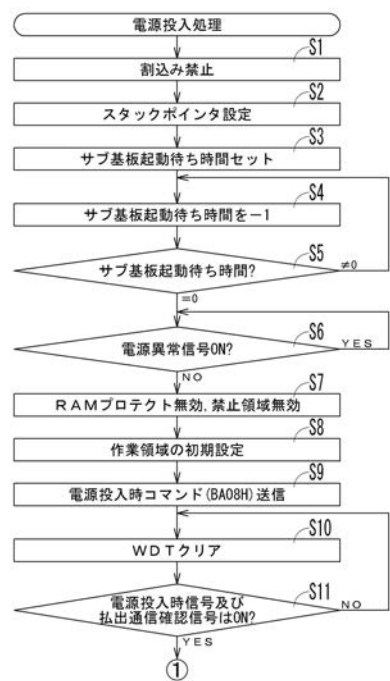 電源投入処理
S1
割込み禁止
S2
スタックポインタ設定
S3
サブ基板起動待ち時間セット
S4
サブ基板起動待ち時間を−1
S5
サブ基板起動待ち時間?
≠0
=0
S6
電源異常信号ON?
YES
NO
S7
RAMプロテクト無効,禁止領域無効
S8
作業領域の初期設定
S9
電源投入時コマンド(BA08H)送信
S10
WDTクリア
S11
電源投入時信号及び
払出通信確認信号はON?
NO
YES
①